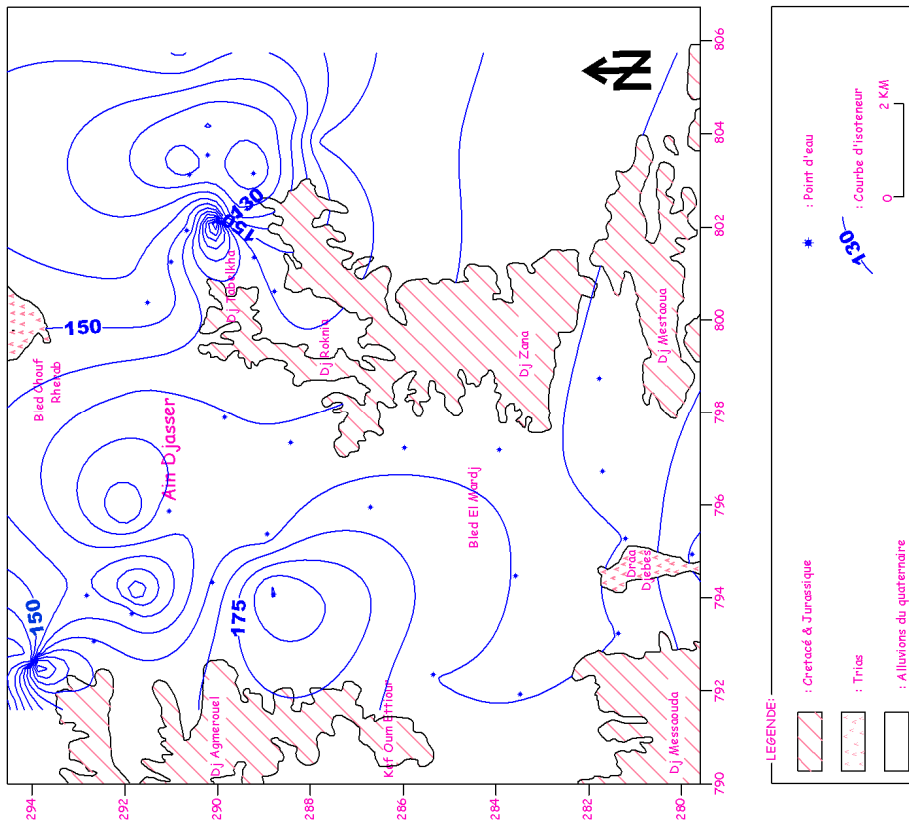 294
292
290
288
286
284
282
280
790
792
794
796
798
800
802
804
806
N
150
150
175
150
130
Bled Chouf
Rherab
Ain Djasser
Dj Tabelkha
Dj Roknia
Dj Zana
Dj Mestaoua
Bled El Mardj
Draa
Djebes
Dj Agmerouel
Kef Oum Ettiour
Dj Messaouda
LEGENDE:
: Cretacé & Jurassique
: Trias
: Alluvions du quaternaire
: Point d'eau
130
: Courbe d'isoteneur
0
2 KM